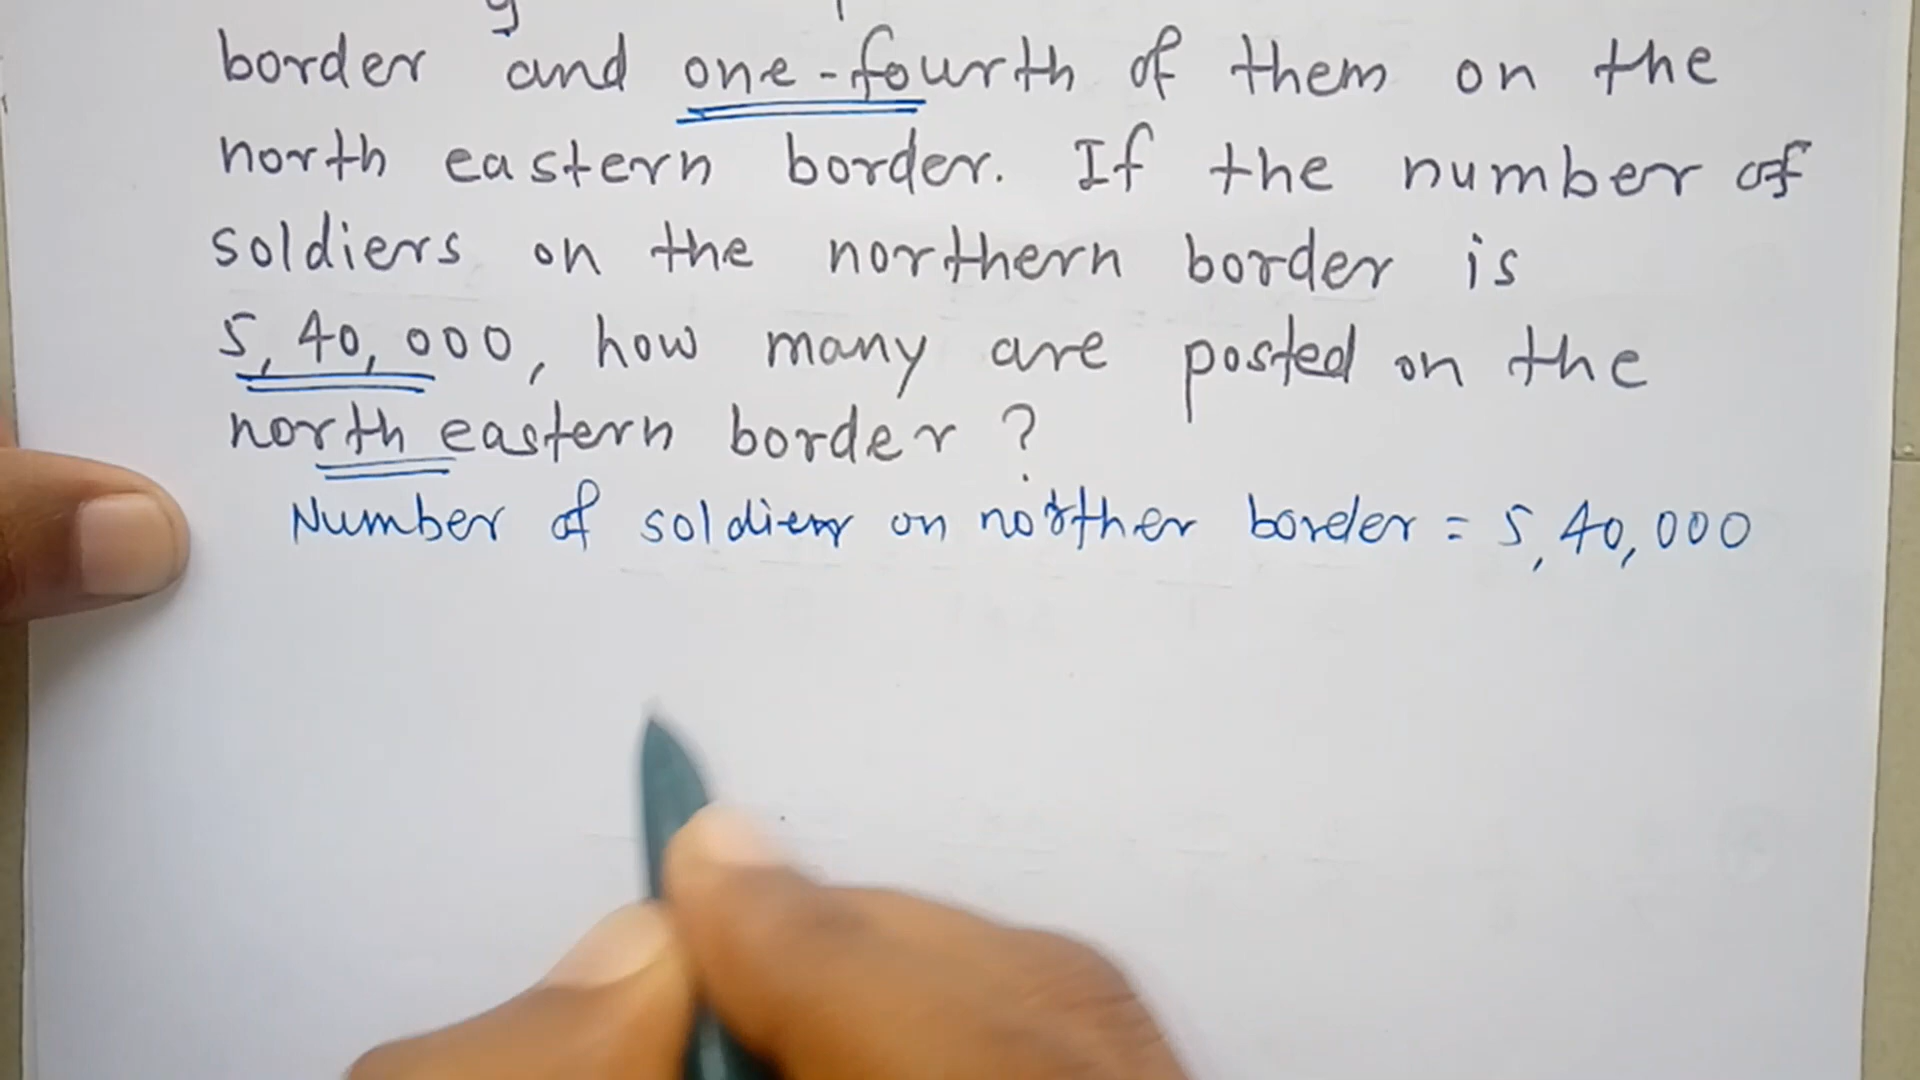 border and one-fourth of them on the
north eastern border. If the number of
soldiers on the northern border is
5,40,000, how many are posted on the
north eastern border?
Number of soldiers on norther border = 5,40,000